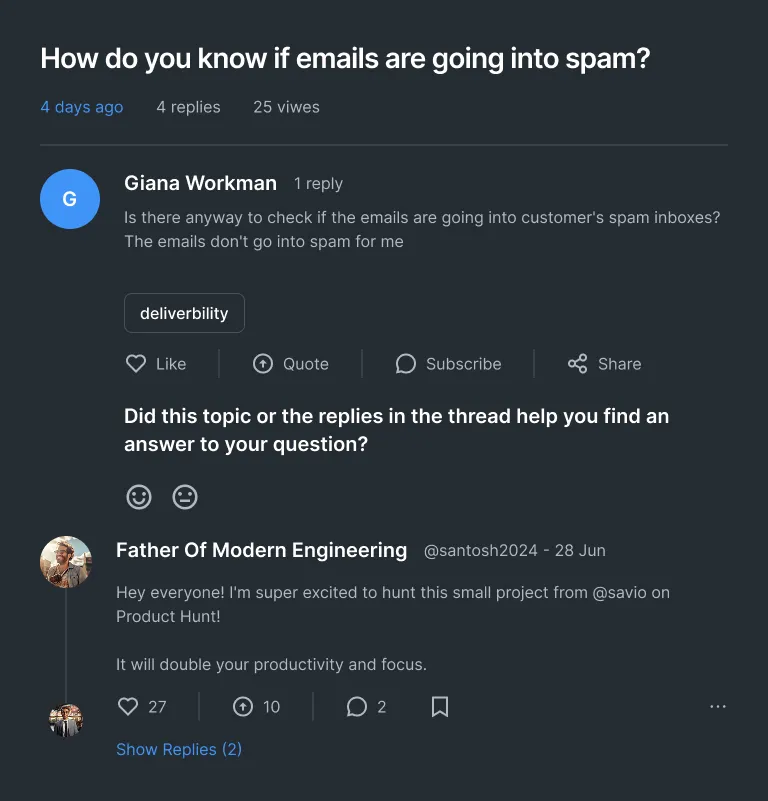 How do you know if emails are going into spam?
4 days ago 4 replies 25 viwes
G
Giana Workman 1 reply
Is there anyway to check if the emails are going into customer's spam inboxes?
The emails don't go into spam for me
deliverbility
Like Quote Subscribe Share
Did this topic or the replies in the thread help you find an
answer to your question?
Father Of Modern Engineering @santosh2024 - 28 Jun
Hey everyone! I'm super excited to hunt this small project from @savio on
Product Hunt!
It will double your productivity and focus.
27 10 2
Show Replies (2)